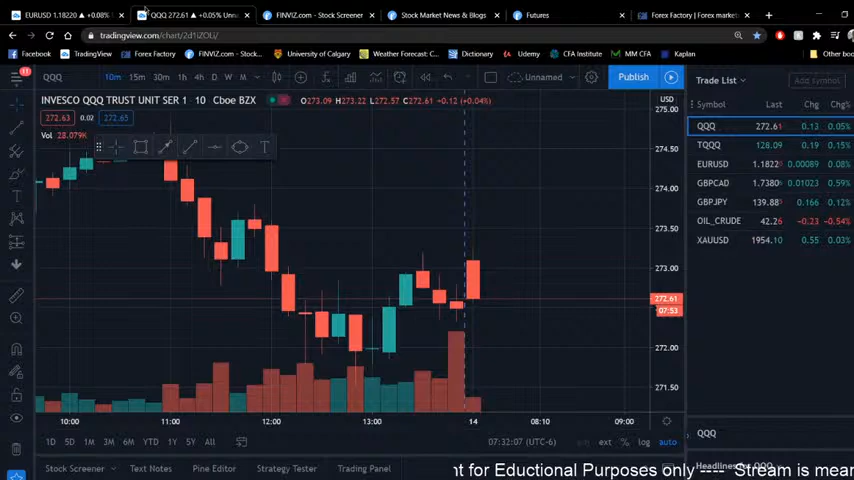 EURUSD 1.18220 ▲ +0.08%
QQQ 272.61 ▲ +0.05% Unna
FINVIZ.com - Stock Screener
Stock Market News & Blogs
Futures
Forex Factory | Forex market
tradingview.com/chart/2d1IZOLi/
Facebook
TradingView
Forex Factory
FINVIZ.com - Stock...
University of Calgary
Weather Forecast: C...
Dictionary
Udemy
CFA Institute
MM CFA
Kaplan
Other boo
11
QQQ
10m 15m 30m 1h 4h D W M
Unnamed
Publish
Trade List
Add symbol
INVESCO QQQ TRUST UNIT SER 1 · 10 · Cboe BZX
O273.09 H273.22 L272.57 C272.61 +0.12 (+0.04%)
USD
272.63 0.02 272.65
Vol 28.079K
Symbol Last Chg Chg%
QQQ 272.61 0.13 0.05%
TQQQ 128.09 0.19 0.15%
EURUSD 1.1822 0.00089 0.08%
GBPCAD 1.7380 0.01023 0.59%
GBPJPY 139.88 0.166 0.12%
OIL_CRUDE 42.26 -0.23 -0.54%
XAUUSD 1954.10 0.55 0.03%
275.00
274.50
274.00
273.50
273.00
272.61
07:53
272.00
271.50
10:00 11:00 12:00 13:00 14 08:10 09:00
1D 5D 1M 3M 6M YTD 1Y 5Y All
07:32:07 (UTC-6)
ext % log auto
QQQ
Headlines for QQQ
Stock Screener
Text Notes
Pine Editor
Strategy Tester
Trading Panel
nt for Eductional Purposes only ---- Stream is mear